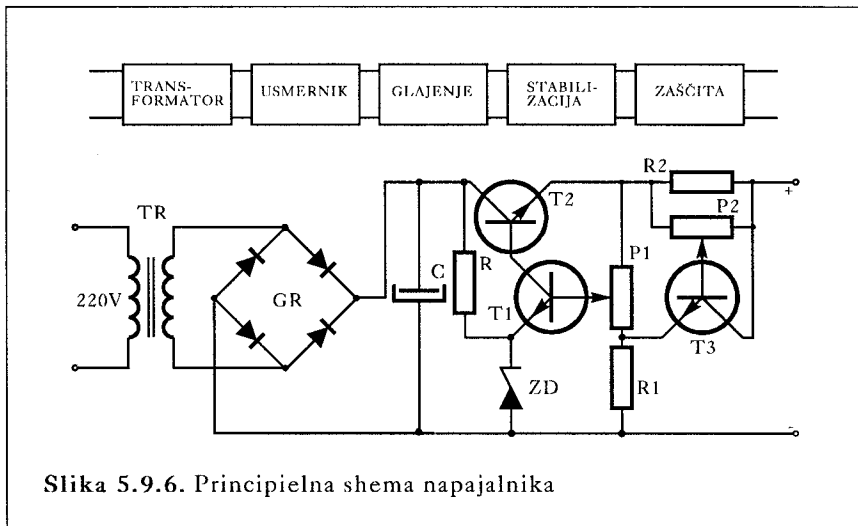 TRANS-
FORMATOR
USMERNIK
GLAJENJE
STABILI-
ZACIJA
ZAŠČITA
R2
+
T2
P2
TR
P1
C
R
220V
GR
T1
T3
ZD
R1
-
Slika 5.9.6. Principielna shema napajalnika